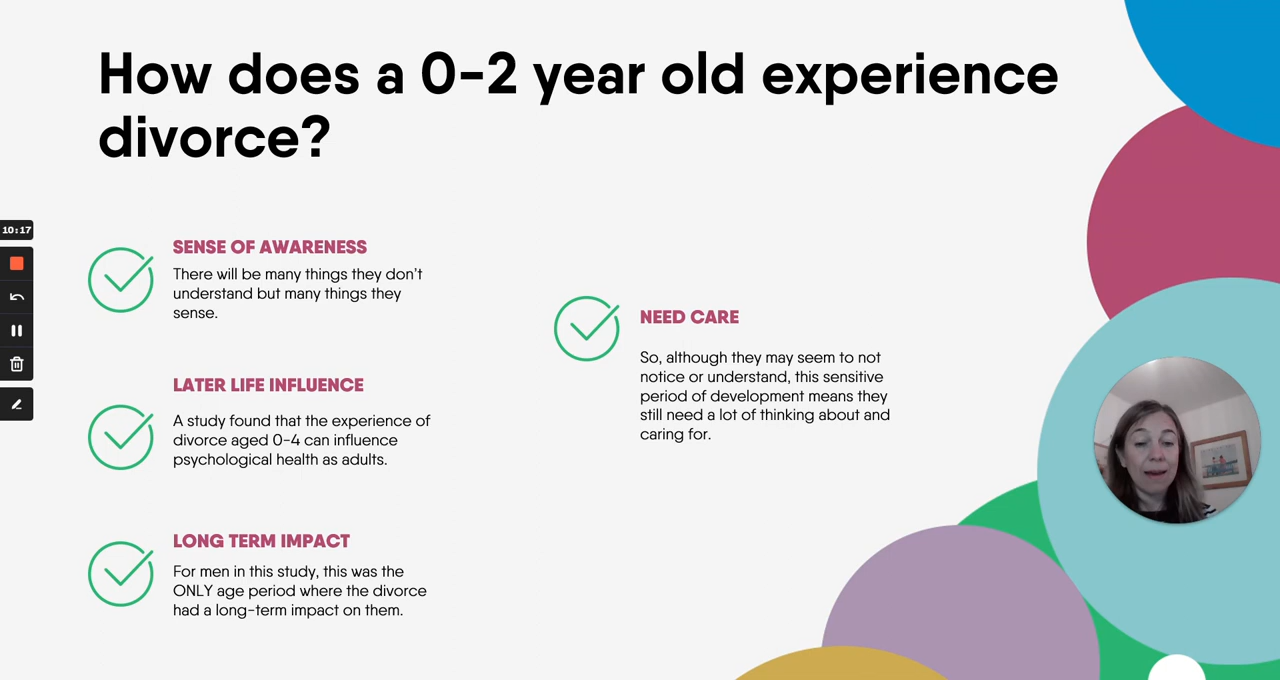 How does a 0-2 year old experience
divorce?
10:17
SENSE OF AWARENESS
There will be many things they don't
understand but many things they
sense.
LATER LIFE INFLUENCE
A study found that the experience of
divorce aged 0-4 can influence
psychological health as adults.
LONG TERM IMPACT
For men in this study, this was the
ONLY age period where the divorce
had a long-term impact on them.
NEED CARE
So, although they may seem to not
notice or understand, this sensitive
period of development means they
still need a lot of thinking about and
caring for.